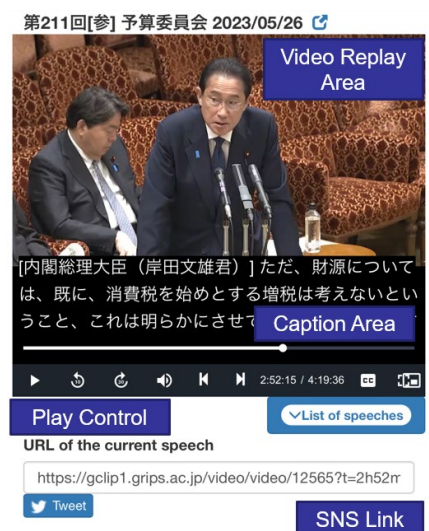 第211回[参] 予算委員会 2023/05/26
Video Replay
Area
[内閣総理大臣（岸田文雄君）] ただ、財源について
は、既に、消費税を始めとする増税は考えないとい
うこと、これは明らかにさせて
Caption Area
10
20
2:52:15 / 4:19:36
CC
Play Control
List of speeches
URL of the current speech
https://gclip1.grips.ac.jp/video/video/12565?t=2h52m
Tweet
SNS Link